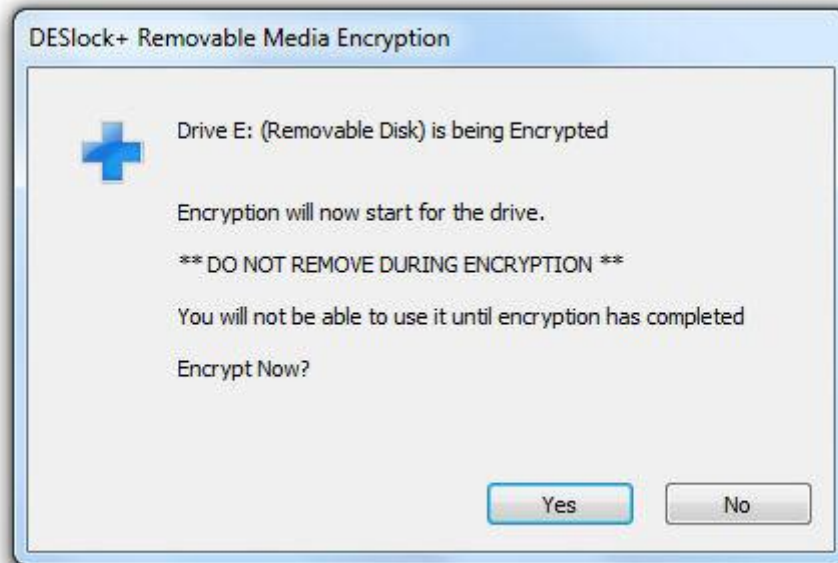 DESlock+ Removable Media Encryption
Drive E: (Removable Disk) is being Encrypted
Encryption will now start for the drive.
** DO NOT REMOVE DURING ENCRYPTION **
You will not be able to use it until encryption has completed
Encrypt Now?
Yes
No